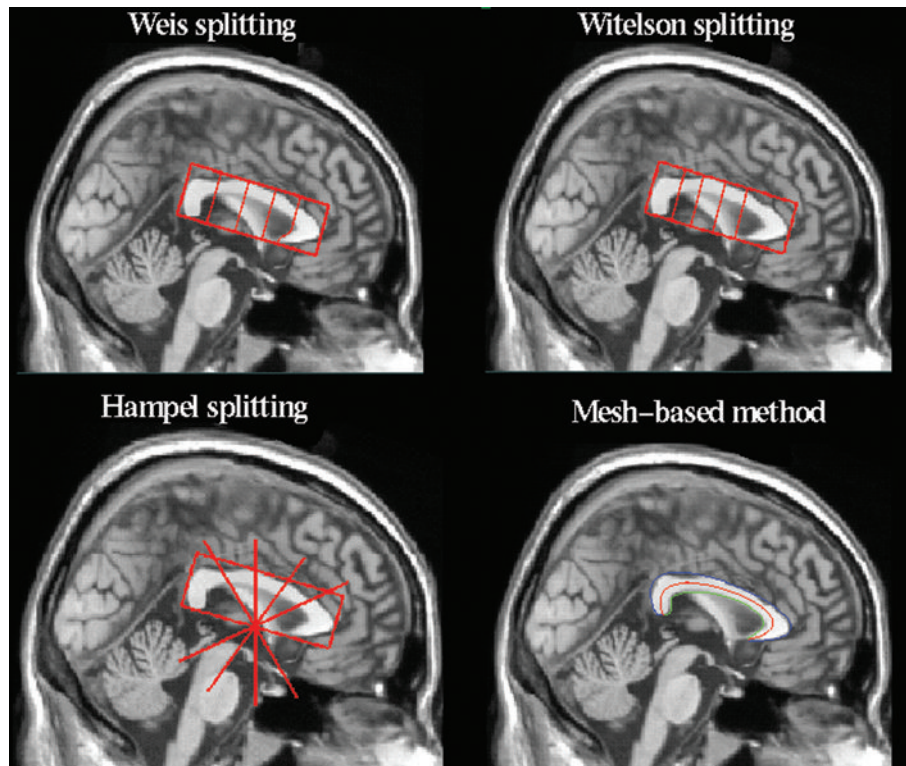 Weis splitting
Witelson splitting
Hampel splitting
Mesh-based method